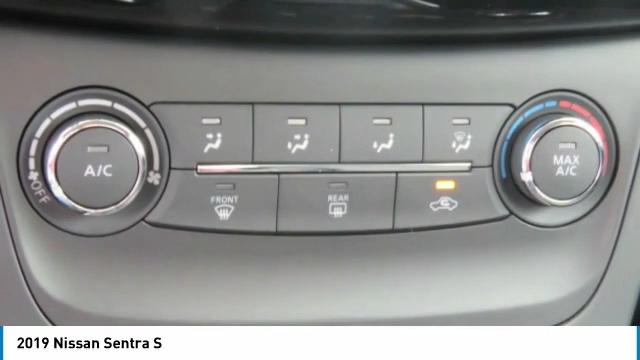 A/C
OFF
FRONT
REAR
MAX
A/C
2019 Nissan Sentra S